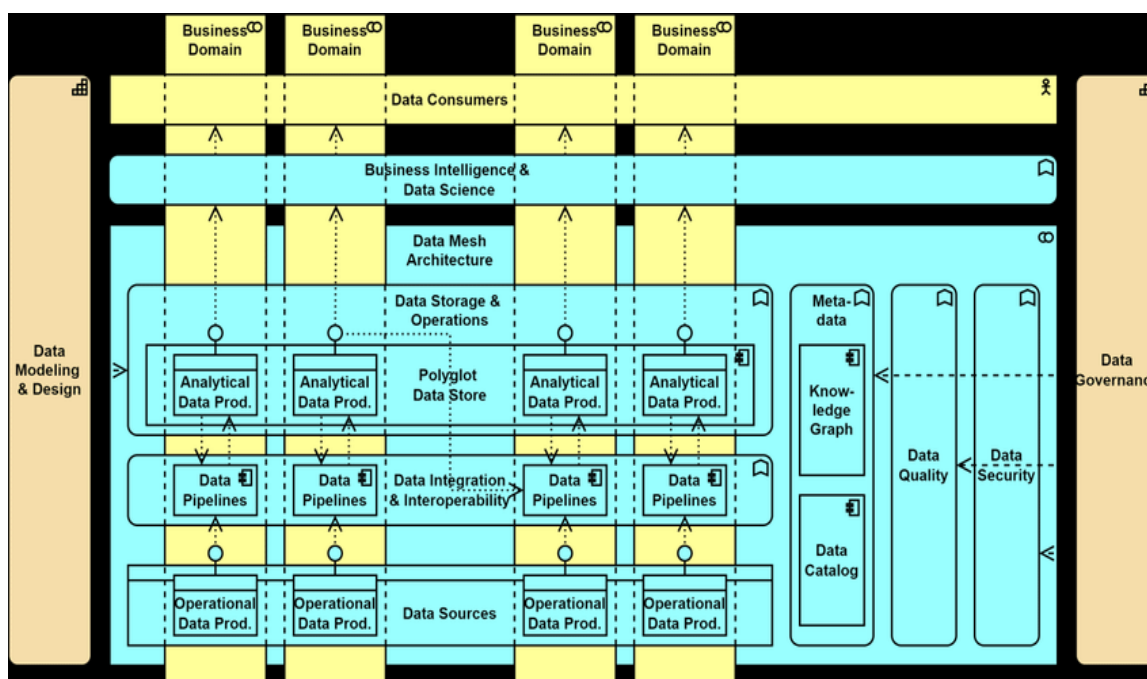 Business
Domain
Business
Domain
Business
Domain
Business
Domain
Data Consumers
Business Intelligence &
Data Science
Data Mesh
Architecture
Data Storage &
Operations
Meta-
data
Data
Modeling
& Design
Polyglot
Data Store
Analytical
Data Prod.
Analytical
Data Prod.
Analytical
Data Prod.
Analytical
Data Prod.
Know-
ledge
Graph
Data
Governance
Data
Quality
Data
Security
Data
Pipelines
Data
Pipelines
Data Integration
& Interoperability
Data
Pipelines
Data
Pipelines
Data
Catalog
Operational
Data Prod.
Operational
Data Prod.
Data Sources
Operational
Data Prod.
Operational
Data Prod.